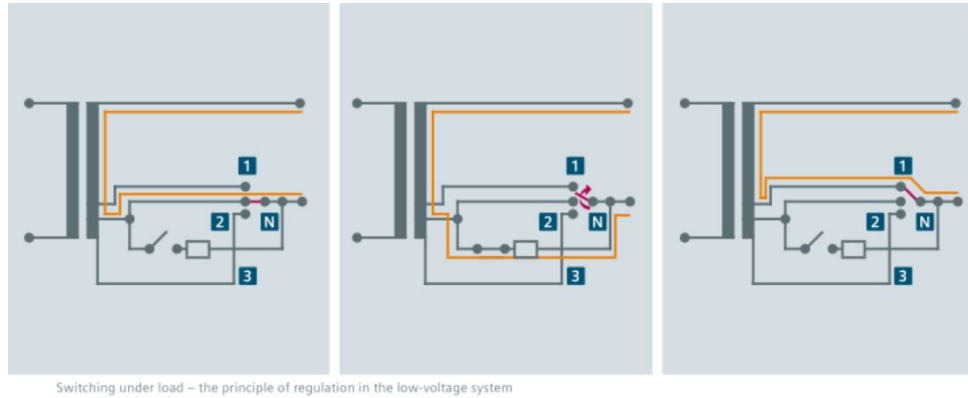 1
2
N
3
1
2
N
3
1
2
N
3
Switching under load – the principle of regulation in the low-voltage system